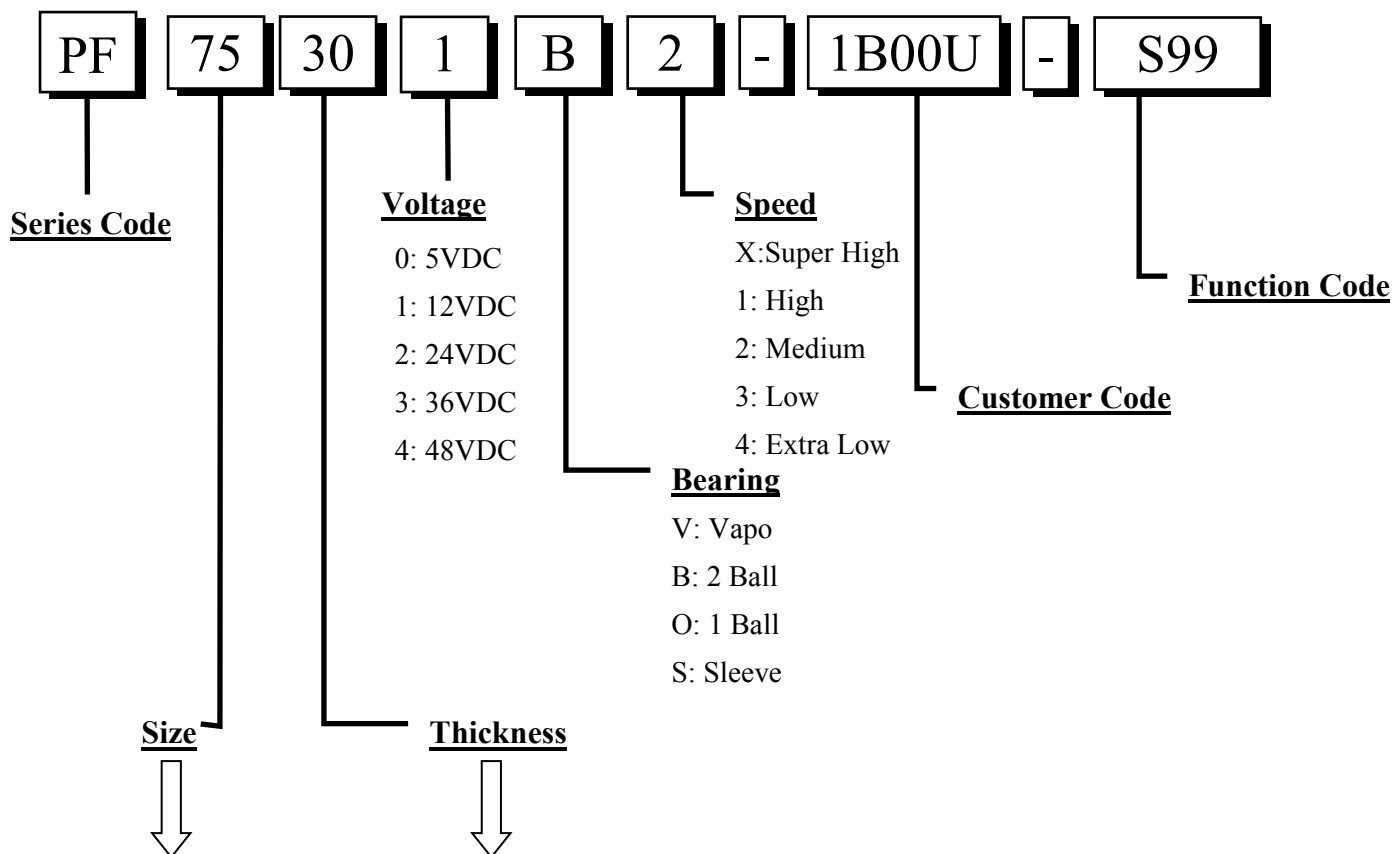 PF 75 30 1 B 2 - 1B00U - S99
Series Code
Voltage
0: 5VDC
1: 12VDC
2: 24VDC
3: 36VDC
4: 48VDC
Speed
X:Super High
1: High
2: Medium
3: Low
4: Extra Low
Function Code
Customer Code
Bearing
V: Vapo
B: 2 Ball
O: 1 Ball
S: Sleeve
Size
Thickness